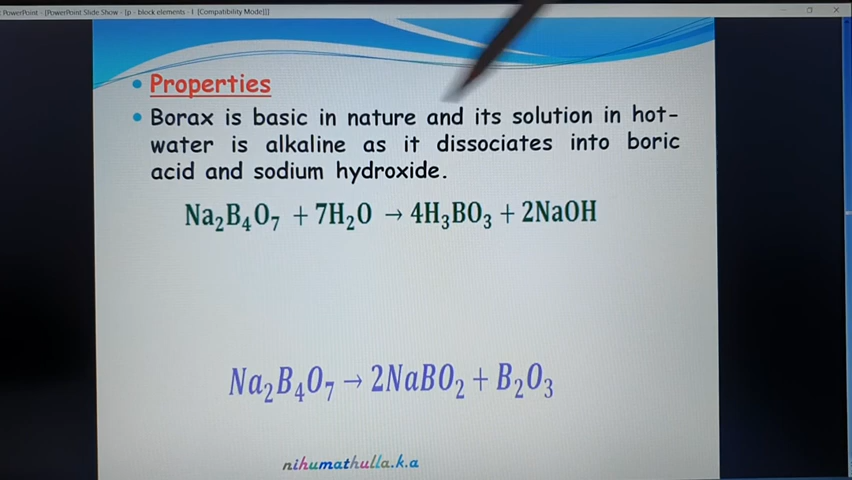 PowerPoint - [PowerPoint Slide Show - [p - block elements - I [Compatibility Mode]]]
• Properties
• Borax is basic in nature and its solution in hot-
water is alkaline as it dissociates into boric
acid and sodium hydroxide.
Na₂B₄O₇ + 7H₂O → 4H₃BO₃ + 2NaOH
Na₂B₄O₇ → 2NaBO₂ + B₂O₃
nihumathulla.k.a